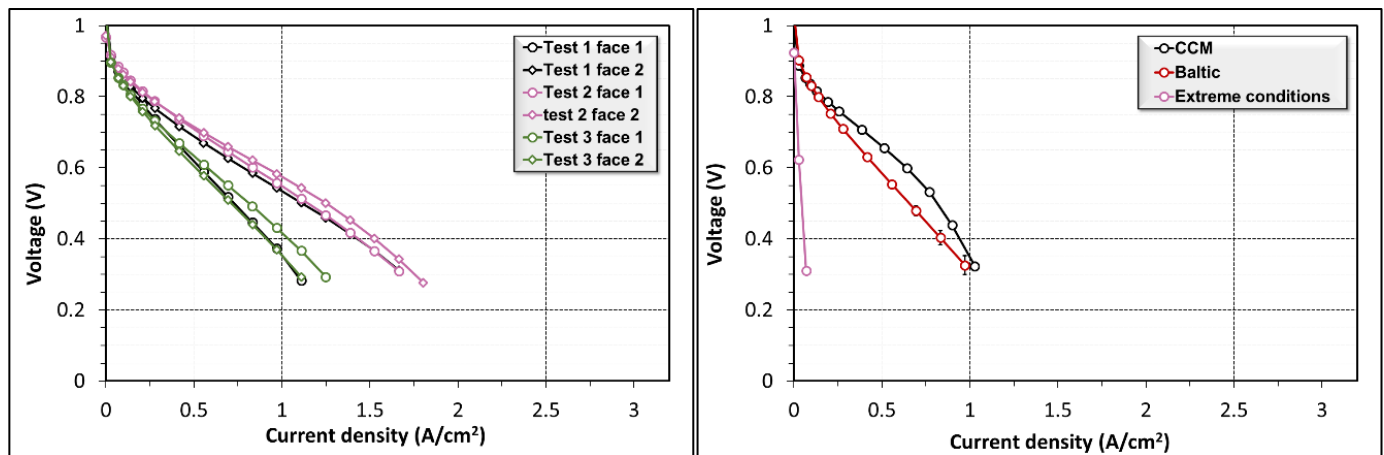 Voltage (V)
1
0.8
0.6
0.4
0.2
0
0
0.5
1
1.5
2
2.5
3
Current density (A/cm²)
Test 1 face 1
Test 1 face 2
Test 2 face 1
test 2 face 2
Test 3 face 1
Test 3 face 2
Voltage (V)
1
0.8
0.6
0.4
0.2
0
0
0.5
1
1.5
2
2.5
3
Current density (A/cm²)
CCM
Baltic
Extreme conditions